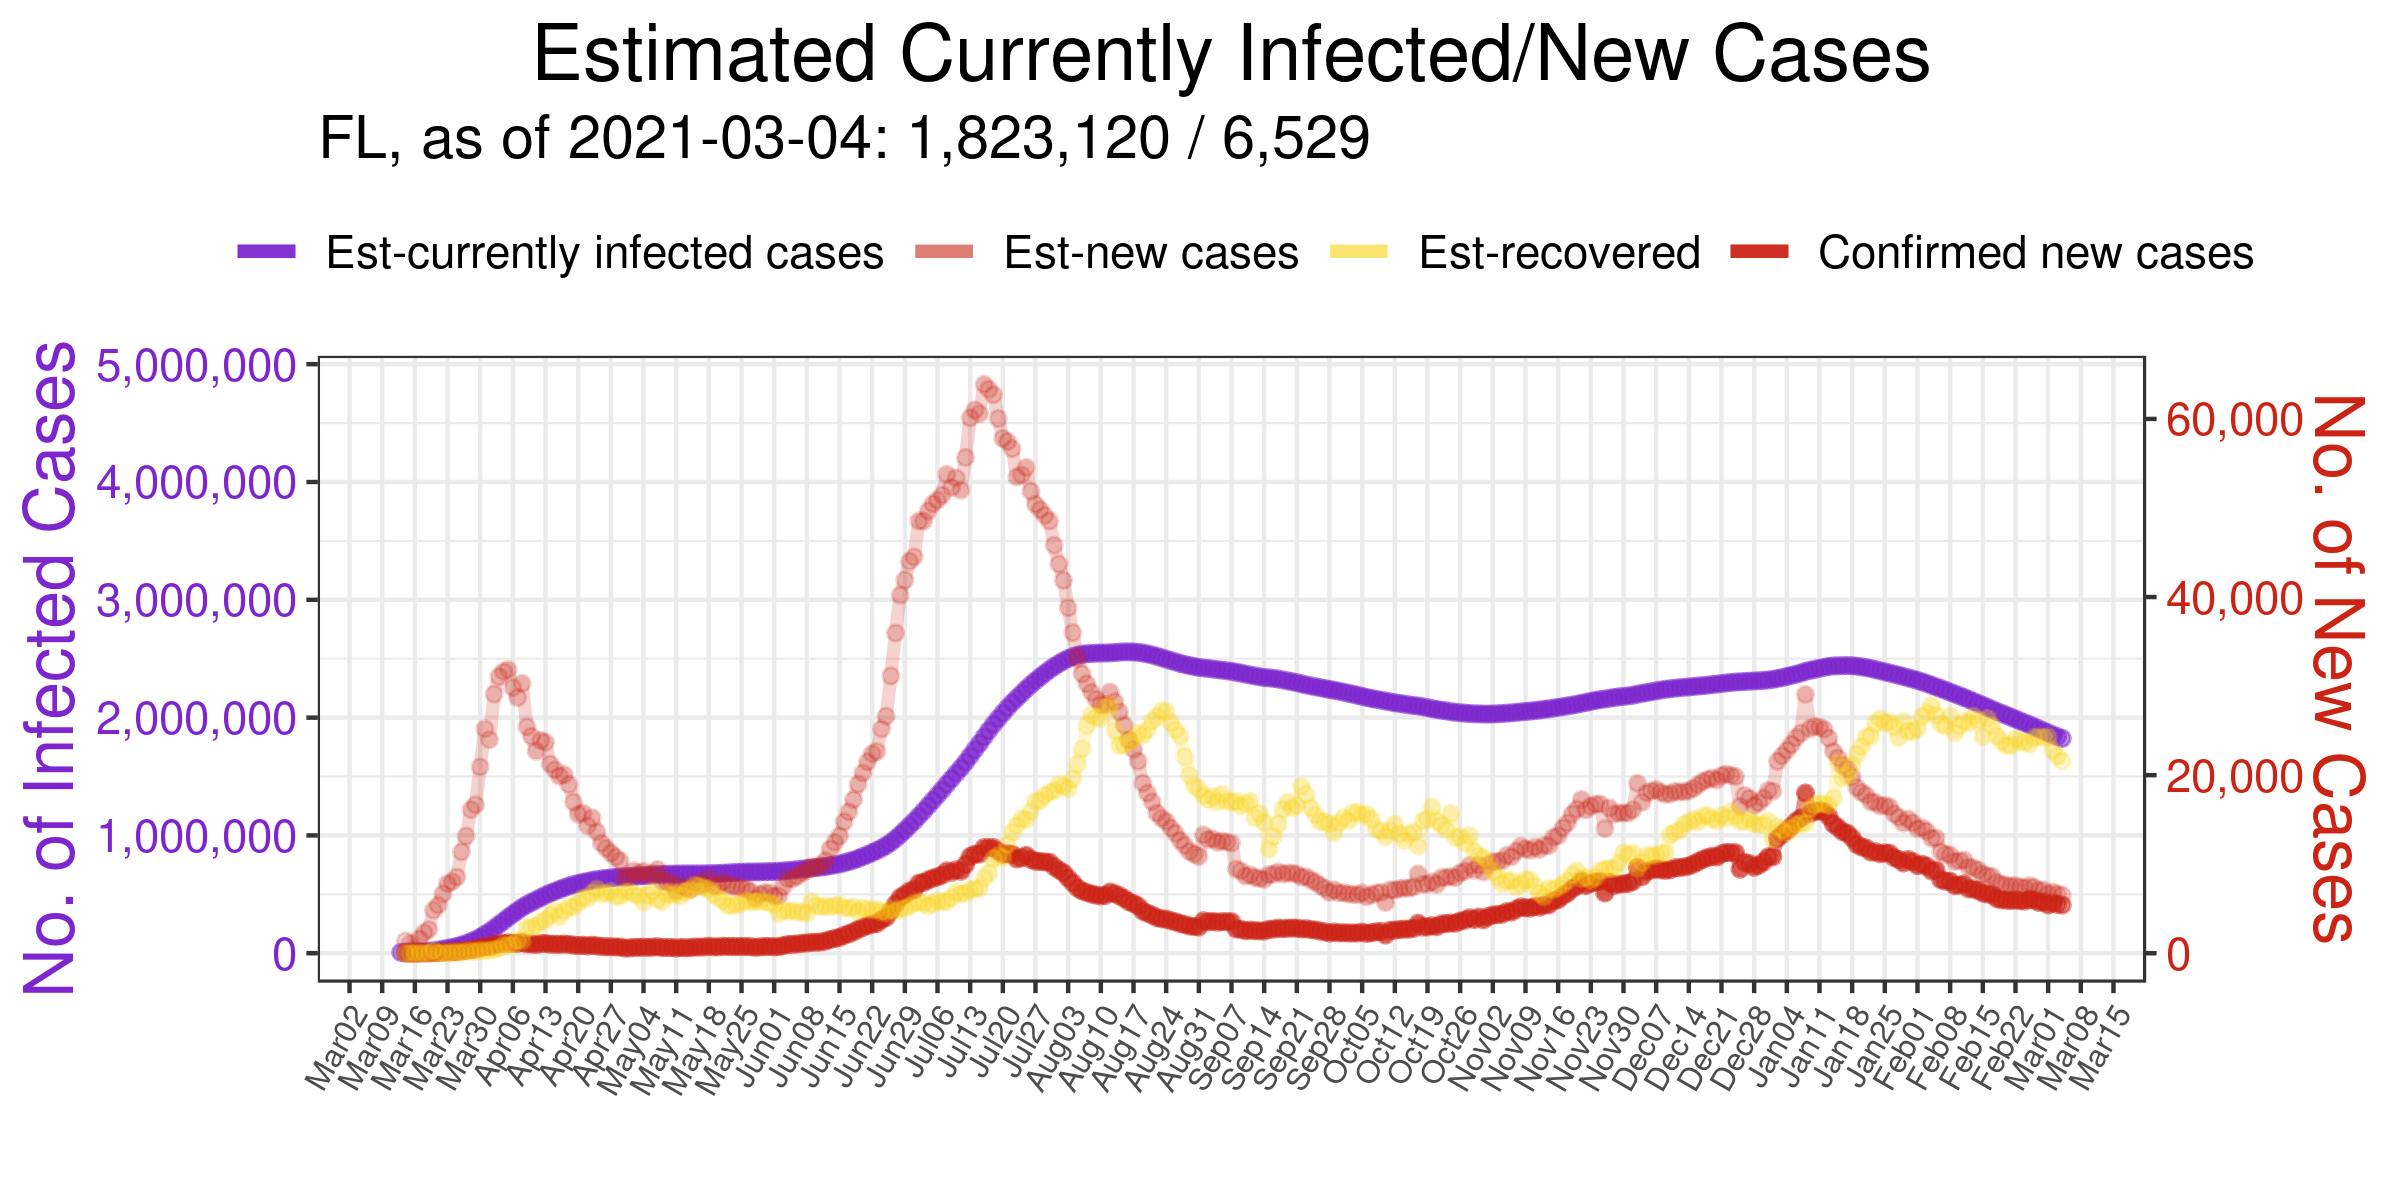 Estimated Currently Infected/New Cases
FL, as of 2021-03-04: 1,823,120 / 6,529
Est-currently infected cases Est-new cases Est-recovered Confirmed new cases
No. of Infected Cases
5,000,000
4,000,000
3,000,000
2,000,000
1,000,000
0
60,000
40,000
20,000
0
No. of New Cases
Mar02 Mar09 Mar16 Mar23 Mar30 Apr06 Apr13 Apr20 Apr27 May04 May11 May18 May25 Jun01 Jun08 Jun15 Jun22 Jun29 Jul06 Jul13 Jul20 Jul27 Aug03 Aug10 Aug17 Aug24 Aug31 Sep07 Sep14 Sep21 Sep28 Oct05 Oct12 Oct19 Oct26 Nov02 Nov09 Nov16 Nov23 Nov30 Dec07 Dec14 Dec21 Dec28 Jan04 Jan11 Jan18 Jan25 Feb01 Feb08 Feb15 Feb22 Mar01 Mar08 Mar15